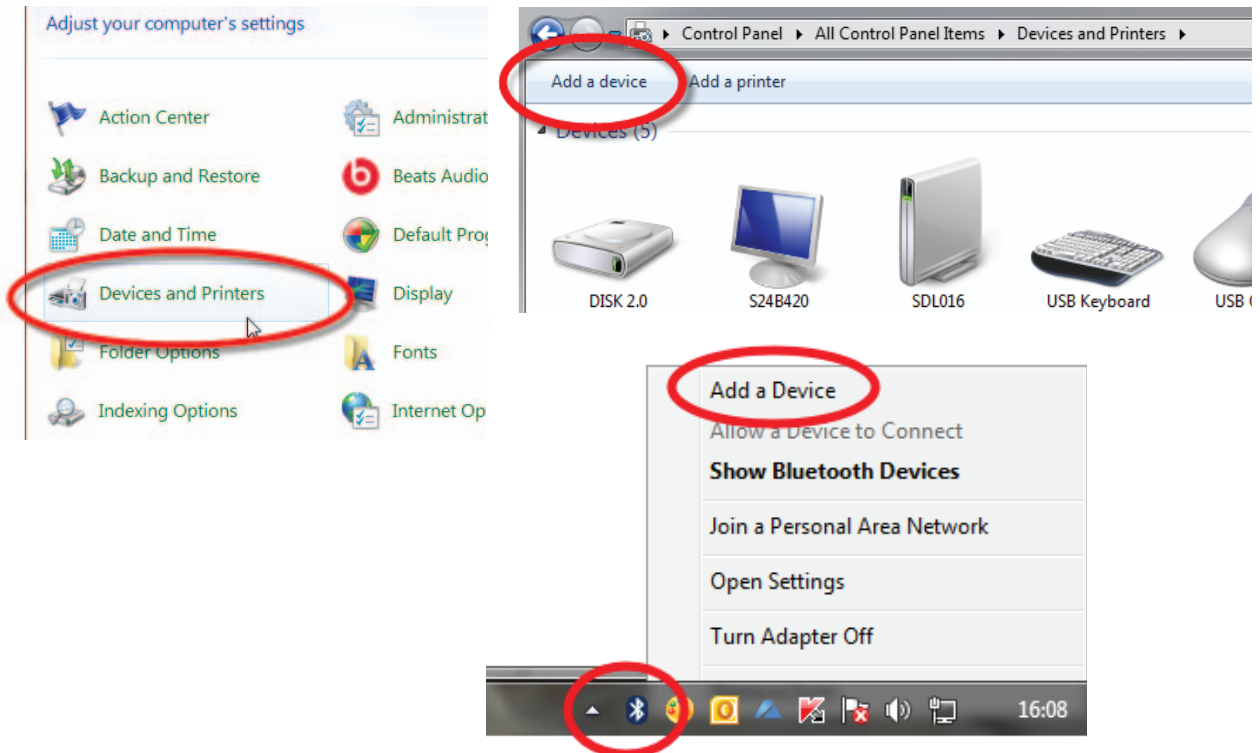 Adjust your computer's settings
Action Center
Administrat
Backup and Restore
Beats Audio
Date and Time
Default Prog
Devices and Printers
Display
Folder Options
Fonts
Indexing Options
Internet Op
Control Panel ▸ All Control Panel Items ▸ Devices and Printers ▸
Add a device Add a printer
Devices (5)
DISK 2.0
S24B420
SDL016
USB Keyboard
USB
Add a Device
Allow a Device to Connect
Show Bluetooth Devices
Join a Personal Area Network
Open Settings
Turn Adapter Off
16:08